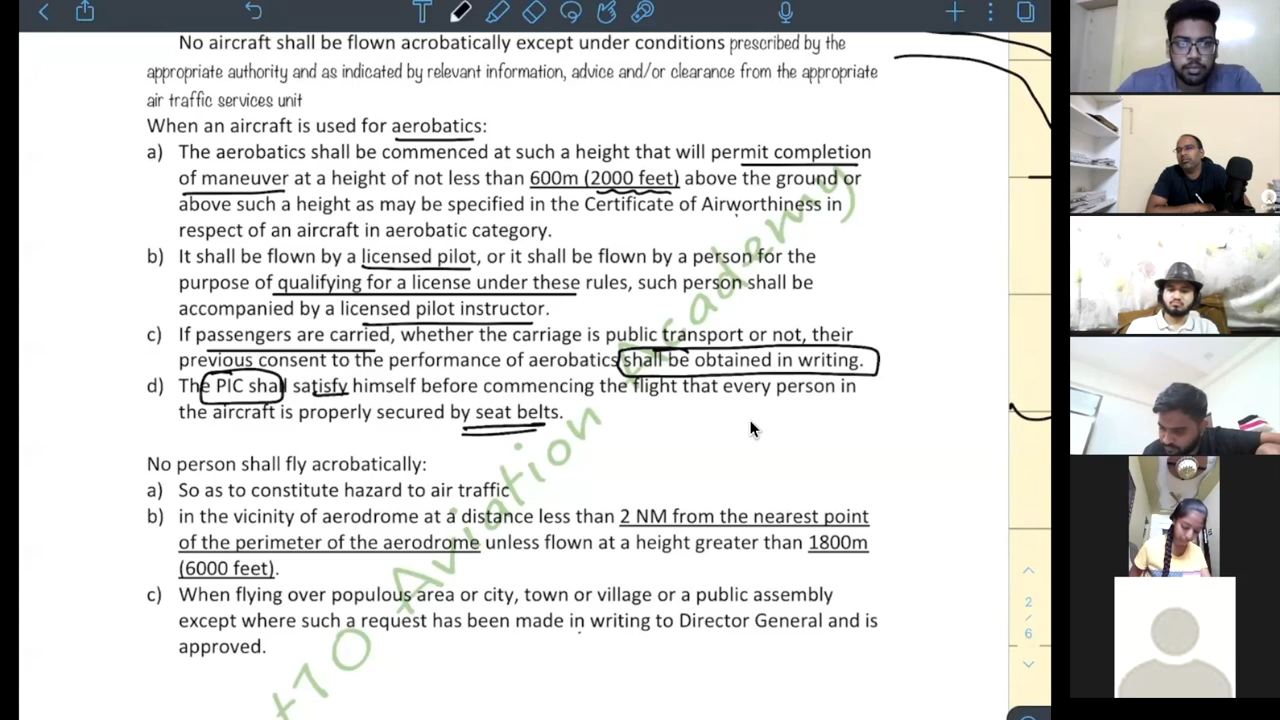 No aircraft shall be flown acrobatically except under conditions prescribed by the
appropriate authority and as indicated by relevant information, advice and/or clearance from the appropriate
air traffic services unit
When an aircraft is used for aerobatics:
a) The aerobatics shall be commenced at such a height that will permit completion
of maneuver at a height of not less than 600m (2000 feet) above the ground or
above such a height as may be specified in the Certificate of Airworthiness in
respect of an aircraft in aerobatic category.
b) It shall be flown by a licensed pilot, or it shall be flown by a person for the
purpose of qualifying for a license under these rules, such person shall be
accompanied by a licensed pilot instructor.
c) If passengers are carried, whether the carriage is public transport or not, their
previous consent to the performance of aerobatics shall be obtained in writing.
d) The PIC shall satisfy himself before commencing the flight that every person in
the aircraft is properly secured by seat belts.
No person shall fly acrobatically:
a) So as to constitute hazard to air traffic
b) in the vicinity of aerodrome at a distance less than 2 NM from the nearest point
of the perimeter of the aerodrome unless flown at a height greater than 1800m
(6000 feet).
c) When flying over populous area or city, town or village or a public assembly
except where such a request has been made in writing to Director General and is
approved.
Aviation Academy
2
/
6